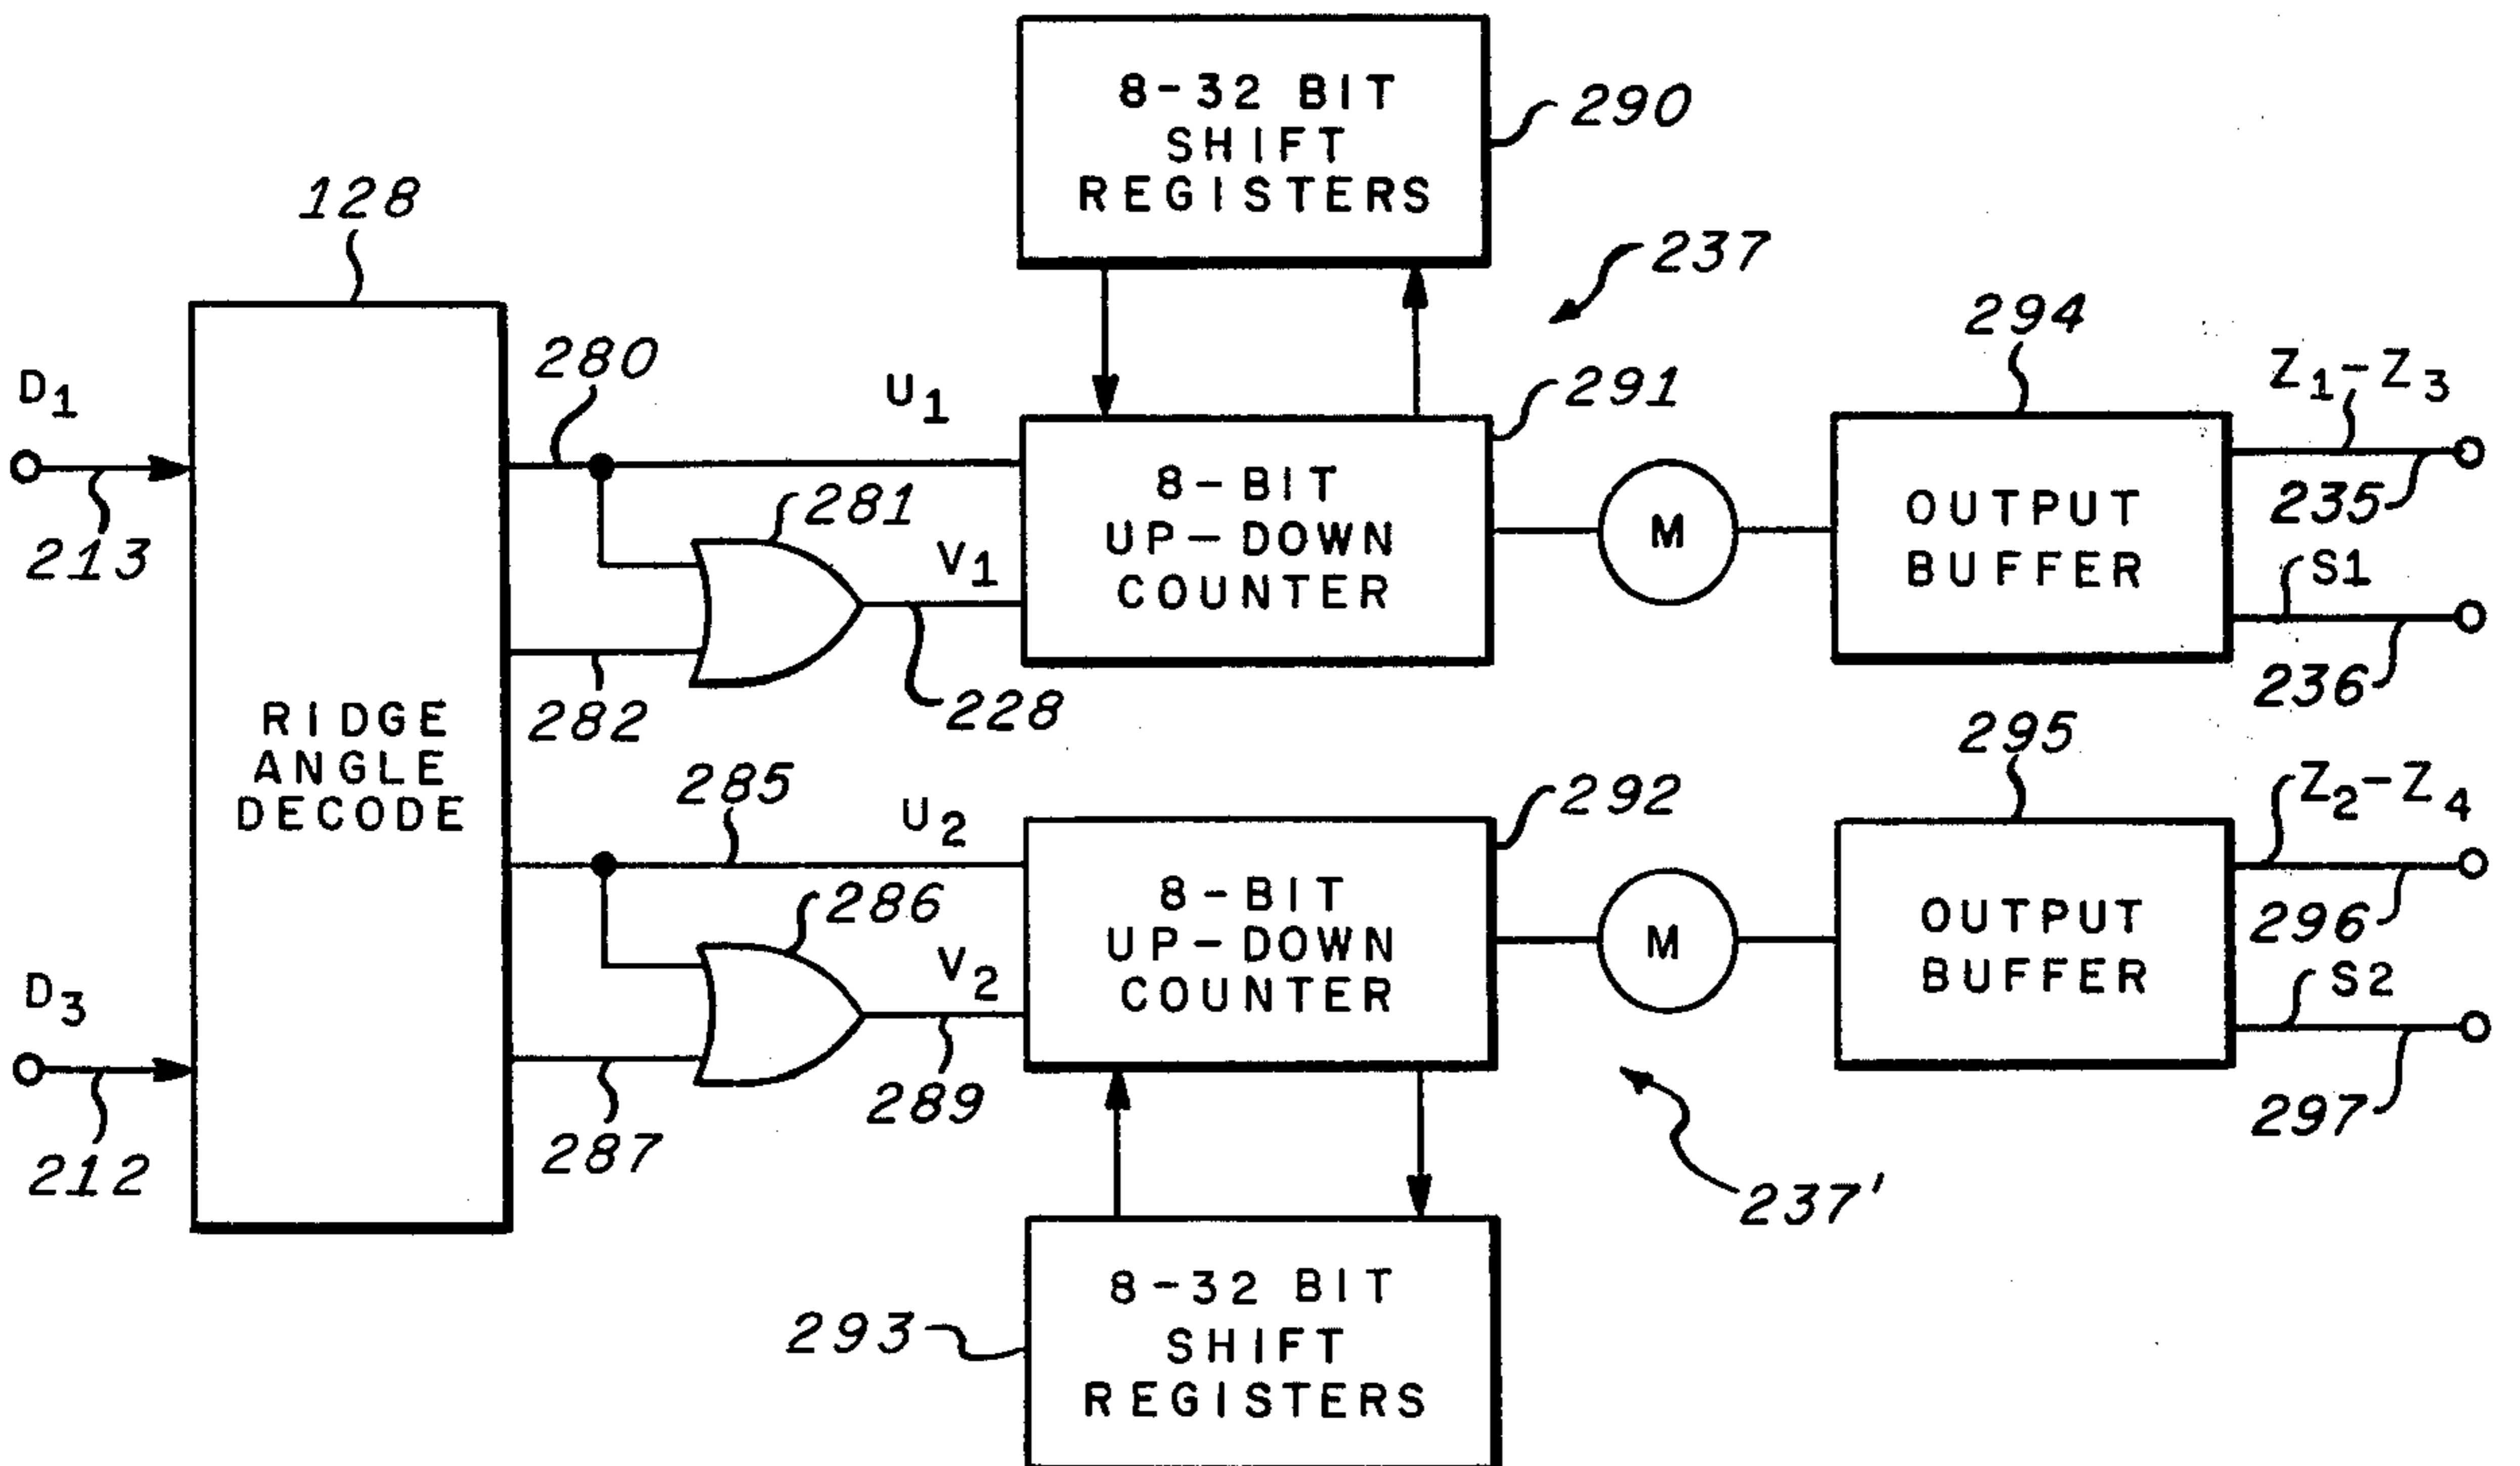 8-32 BIT
SHIFT
REGISTERS
290
128
237
294
280
D1
U1
291
Z1-Z3
213
281
8-BIT
UP-DOWN
COUNTER
M
OUTPUT
BUFFER
235
V1
S1
282
228
236
RIDGE
ANGLE
DECODE
295
285
U2
292
Z2-Z4
286
8-BIT
UP-DOWN
COUNTER
M
OUTPUT
BUFFER
296
V2
S2
D3
289
297
212
287
237'
293
8-32 BIT
SHIFT
REGISTERS